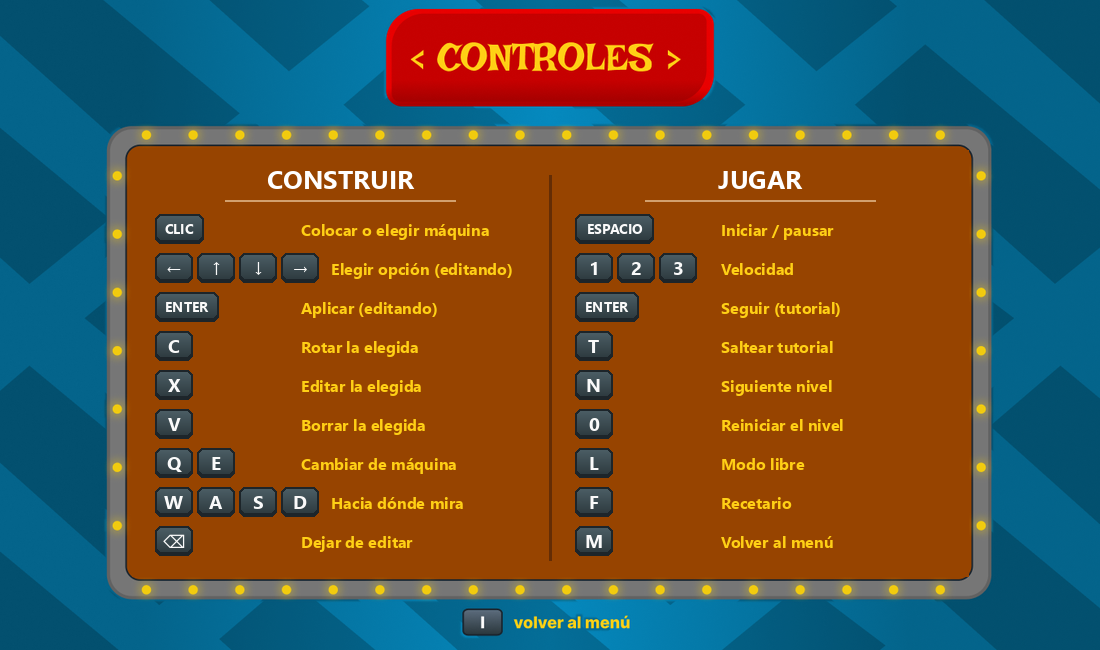 < CONTROLES >
CONSTRUIR
CLIC Colocar o elegir máquina
← ↑ ↓ → Elegir opción (editando)
ENTER Aplicar (editando)
C Rotar la elegida
X Editar la elegida
V Borrar la elegida
Q E Cambiar de máquina
W A S D Hacia dónde mira
⌫ Dejar de editar
JUGAR
ESPACIO Iniciar / pausar
1 2 3 Velocidad
ENTER Seguir (tutorial)
T Saltear tutorial
N Siguiente nivel
0 Reiniciar el nivel
L Modo libre
F Recetario
M Volver al menú
I volver al menú